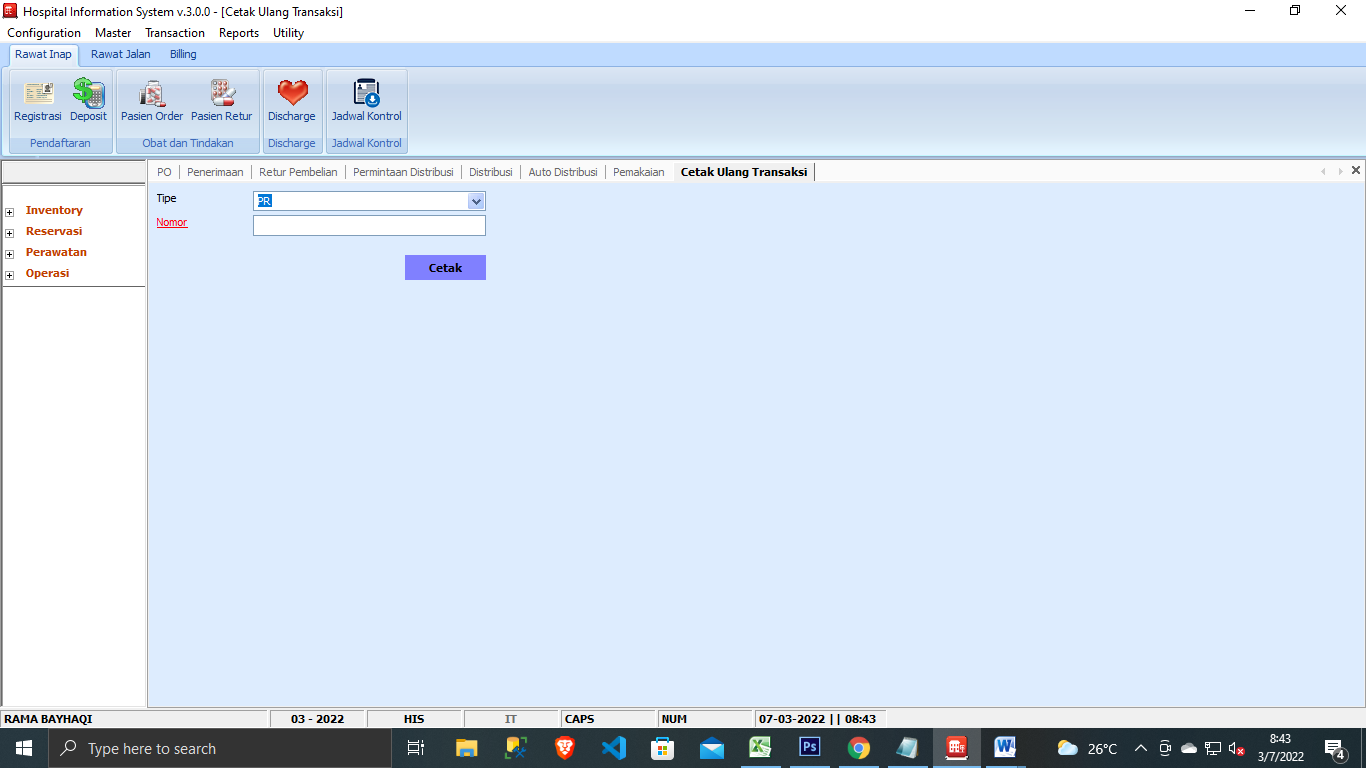 Hospital Information System v.3.0.0 - [Cetak Ulang Transaksi]
Configuration Master Transaction Reports Utility
Rawat Inap Rawat Jalan Billing
Registrasi Deposit Pasien Order Pasien Retur Discharge Jadwal Kontrol
Pendaftaran Obat dan Tindakan Discharge Jadwal Kontrol
PO Penerimaan Retur Pembelian Permintaan Distribusi Distribusi Auto Distribusi Pemakaian Cetak Ulang Transaksi
Inventory
Reservasi
Perawatan
Operasi
Tipe PR
Nomor
Cetak
RAMA BAYHAQI 03 - 2022 HIS IT CAPS NUM 07-03-2022 || 08:43
Type here to search Ps W 26°C 8:43
3/7/2022 4